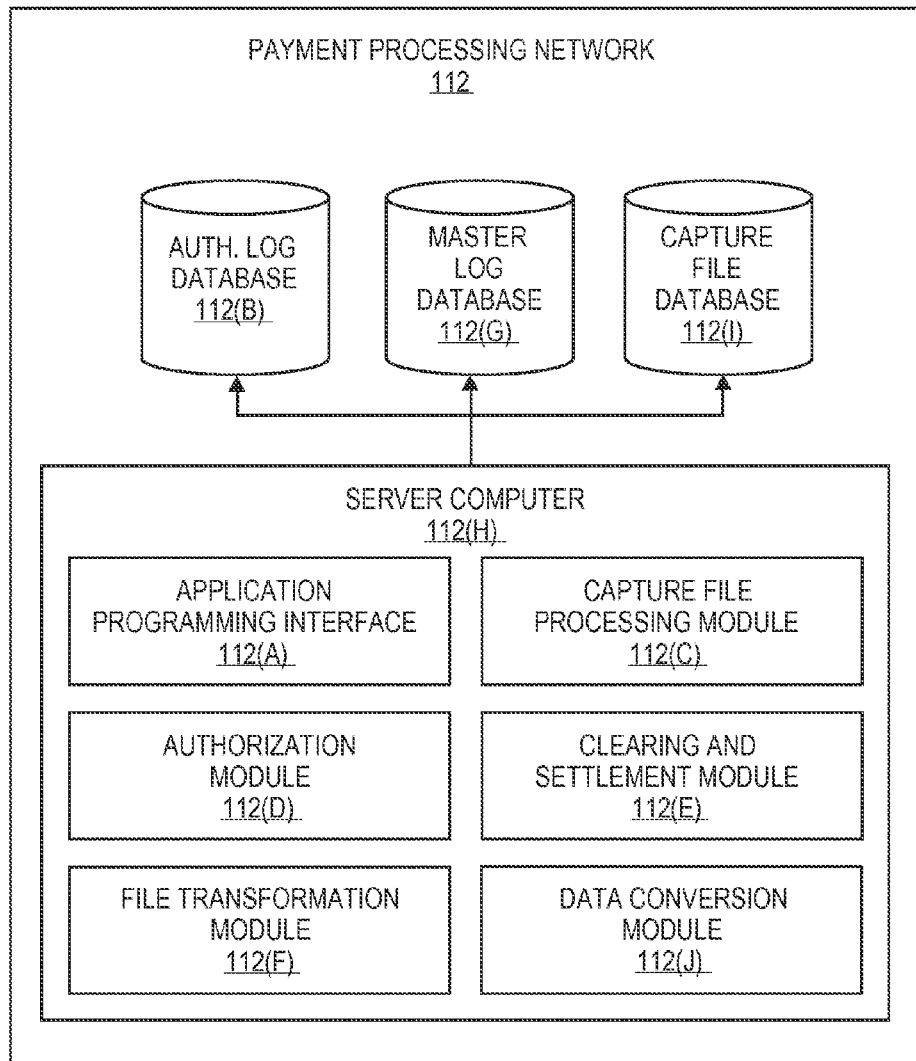 PAYMENT PROCESSING NETWORK
112
AUTH. LOG
DATABASE
112(B)
MASTER
LOG
DATABASE
112(G)
CAPTURE
FILE
DATABASE
112(I)
SERVER COMPUTER
112(H)
APPLICATION
PROGRAMMING INTERFACE
112(A)
CAPTURE FILE
PROCESSING MODULE
112(C)
AUTHORIZATION
MODULE
112(D)
CLEARING AND
SETTLEMENT MODULE
112(E)
FILE TRANSFORMATION
MODULE
112(F)
DATA CONVERSION
MODULE
112(J)